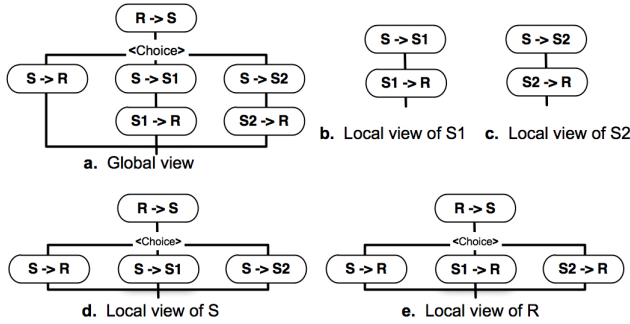 R -> S
<Choice>
S -> R S -> S1 S -> S2
S1 -> R S2 -> R
a. Global view
S -> S1
S1 -> R
b. Local view of S1
S -> S2
S2 -> R
c. Local view of S2
R -> S
<Choice>
S -> R S -> S1 S -> S2
d. Local view of S
R -> S
<Choice>
S -> R S1 -> R S2 -> R
e. Local view of R